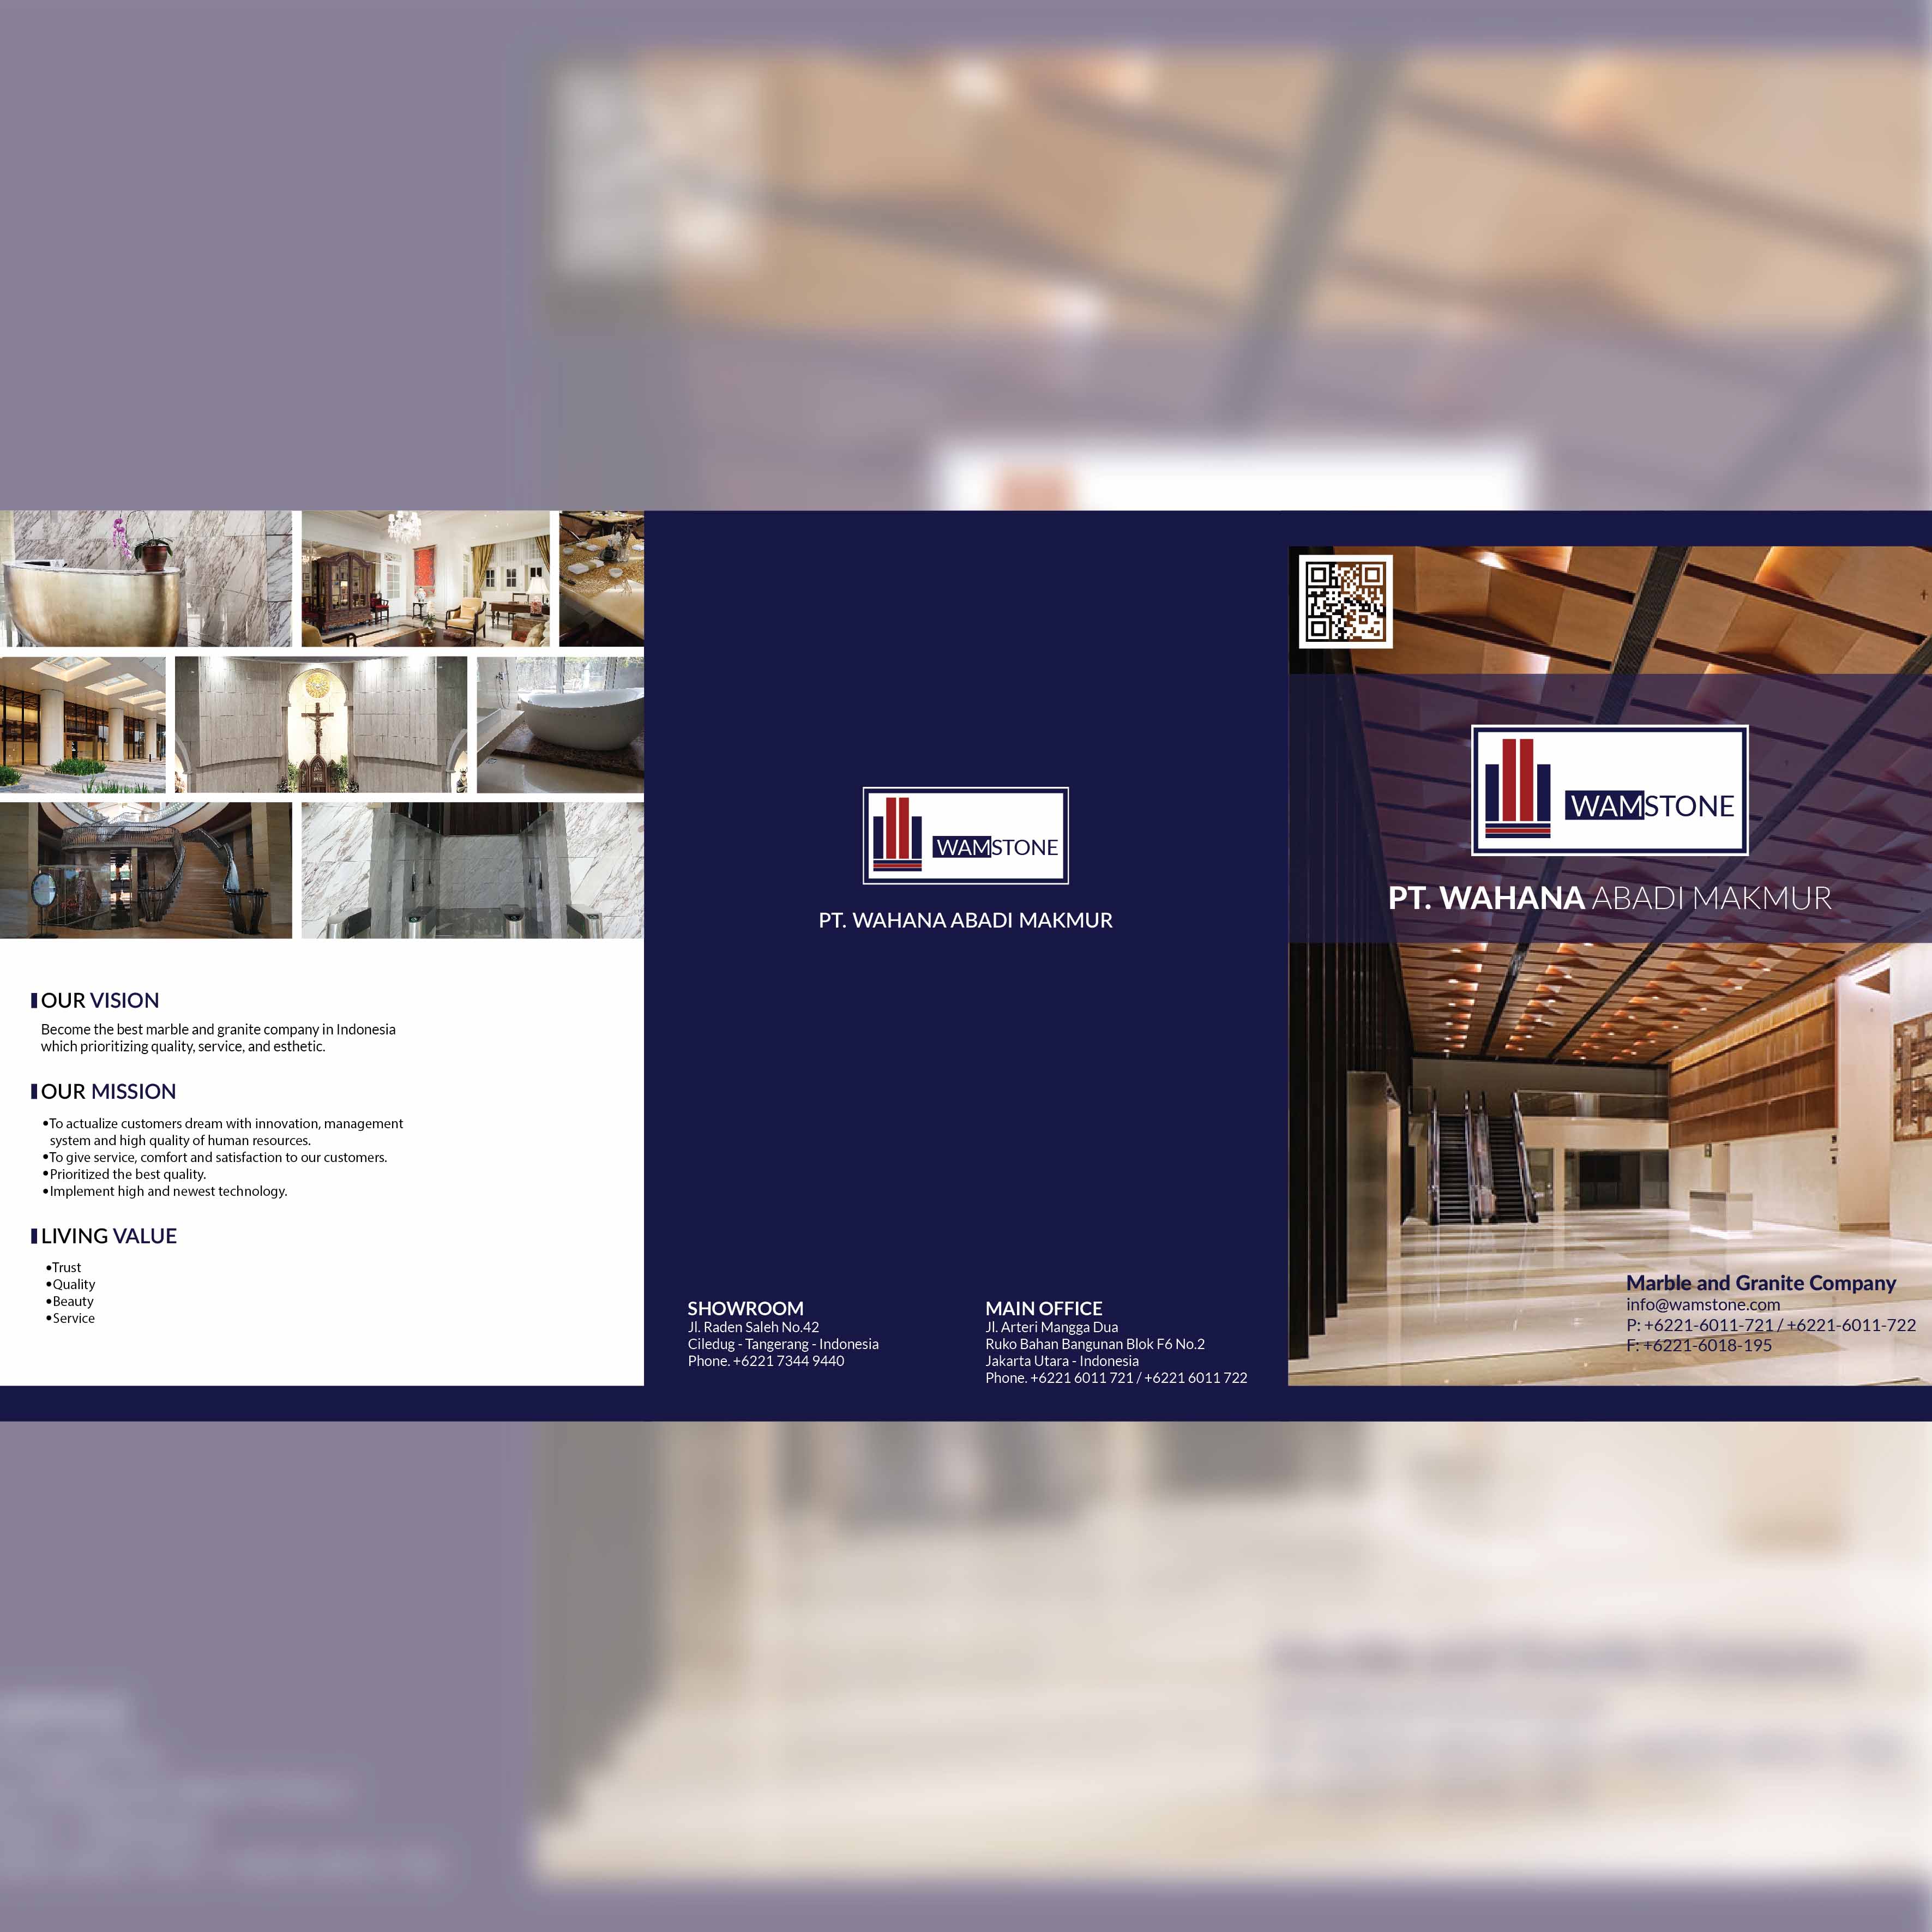 OUR VISION
Become the best marble and granite company in Indonesia
which prioritizing quality, service, and esthetic.
OUR MISSION
•To actualize customers dream with innovation, management
system and high quality of human resources.
•To give service, comfort and satisfaction to our customers.
•Prioritized the best quality.
•Implement high and newest technology.
LIVING VALUE
•Trust
•Quality
•Beauty
•Service
WAMSTONE
PT. WAHANA ABADI MAKMUR
SHOWROOM
Jl. Raden Saleh No.42
Ciledug - Tangerang - Indonesia
Phone. +6221 7344 9440
MAIN OFFICE
Jl. Arteri Mangga Dua
Ruko Bahan Bangunan Blok F6 No.2
Jakarta Utara - Indonesia
Phone. +6221 6011 721 / +6221 6011 722
WAMSTONE
PT. WAHANA ABADI MAKMUR
Marble and Granite Company
info@wamstone.com
P: +6221-6011-721 / +6221-6011-722
F: +6221-6018-195